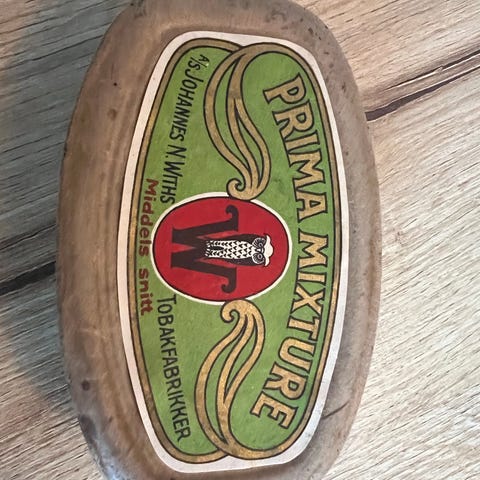 PRIMA MIXTURE
W
A/S JOHANNES N. WITHS TOBAKFABRIKKER
Middels snitt